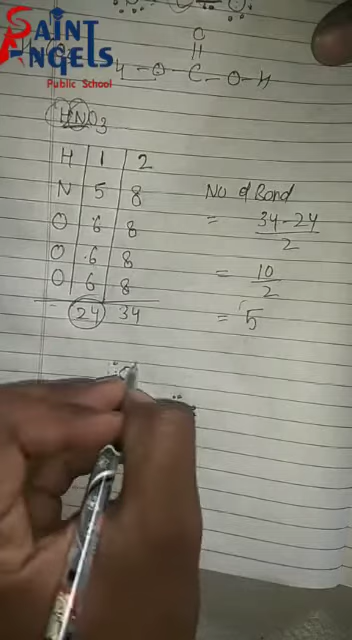 SAINT
ANGELS
Public School
O
O - C - O - H
HNO3
H 1 2
N 5 8
O 6 8
O 6 8
O 6 8
24 34
No of Bond
= 34-24
2
= 10
2
= 5